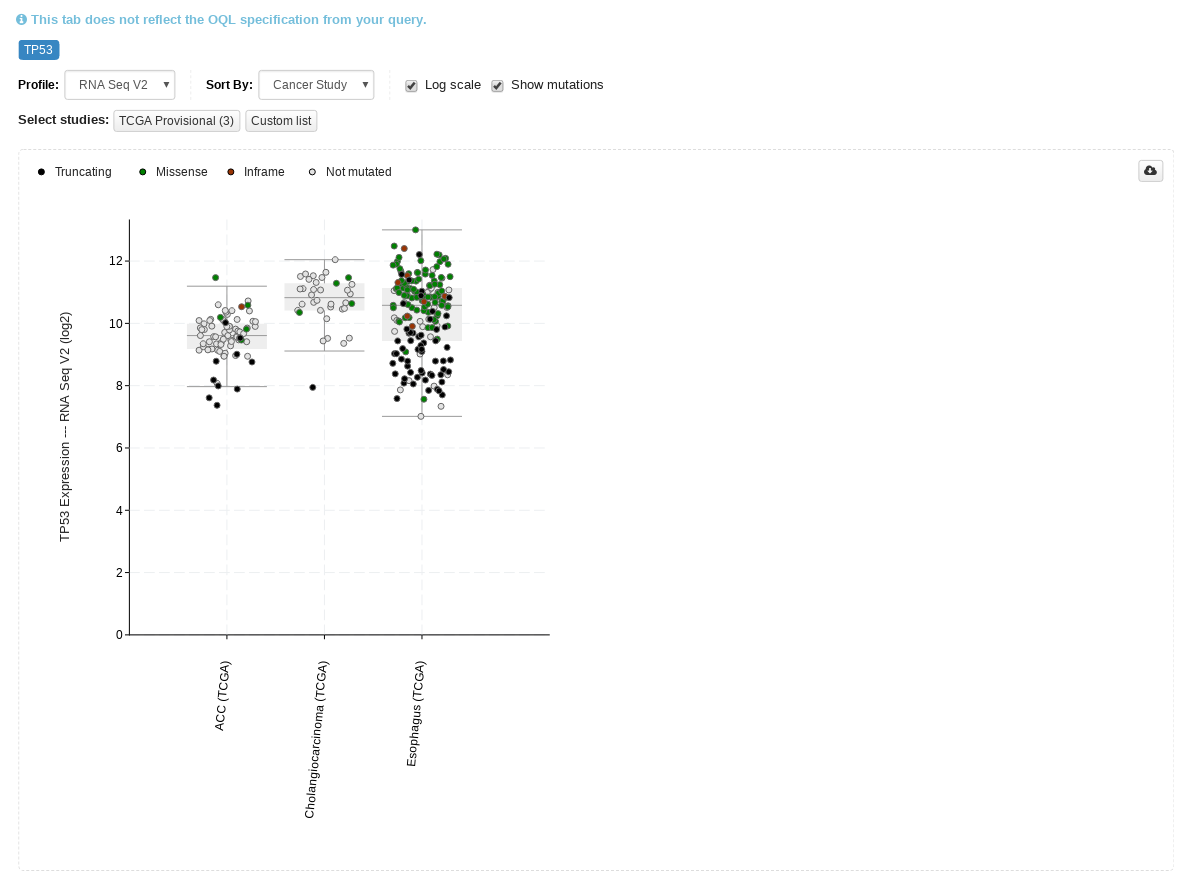 This tab does not reflect the OQL specification from your query.
TP53
Profile: RNA Seq V2 Sort By: Cancer Study Log scale Show mutations
Select studies: TCGA Provisional (3) Custom list
Truncating Missense Inframe Not mutated
12
10
8
6
4
2
0
TP53 Expression --- RNA Seq V2 (log2)
ACC (TCGA)
Cholangiocarcinoma (TCGA)
Esophagus (TCGA)